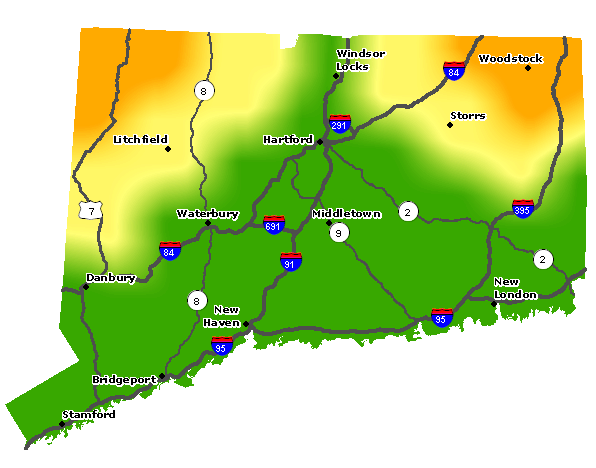 Windsor
Locks
Woodstock
84
8
Storrs
291
Litchfield
Hartford
7
2
395
Waterbury
691
Middletown
9
84
91
2
Danbury
New
London
8
New
Haven
95
95
Bridgeport
Stamford